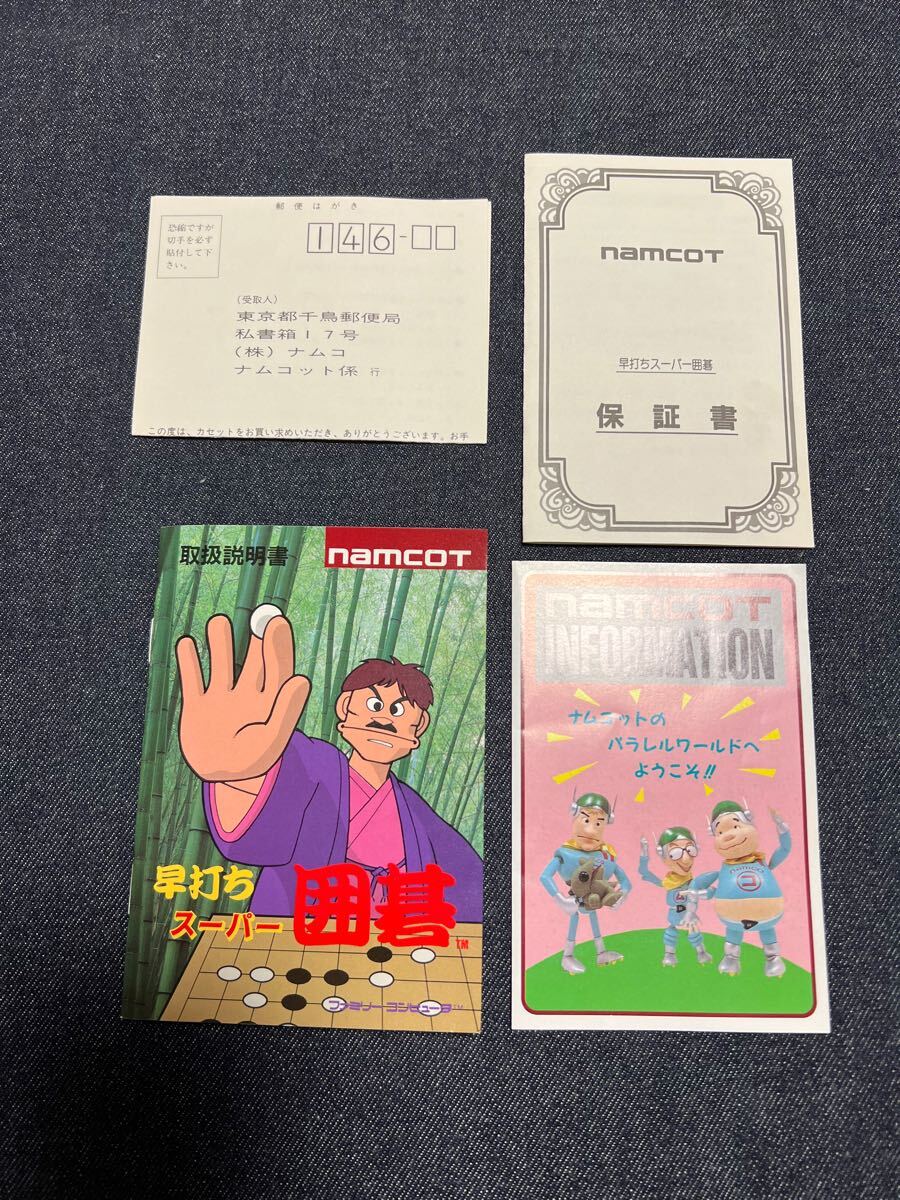 郵便はがき
恐縮ですが
切手を必ず
貼付して下
さい。
146-
(受取人)
東京都千鳥郵便局
私書箱17号
(株)ナムコ
ナムコット係 行
この度は、カセットをお買い求めいただき、ありがとうございます。お手
namcoT
早打ちスーパー囲碁
保証書
取扱説明書
namcoT
早打ち
スーパー
囲碁
TM
ファミリーコンピュータTM
namcoT
INFORMATION
ナムコットの
パラレルワールドへ
ようこそ!!
namcoT
コ